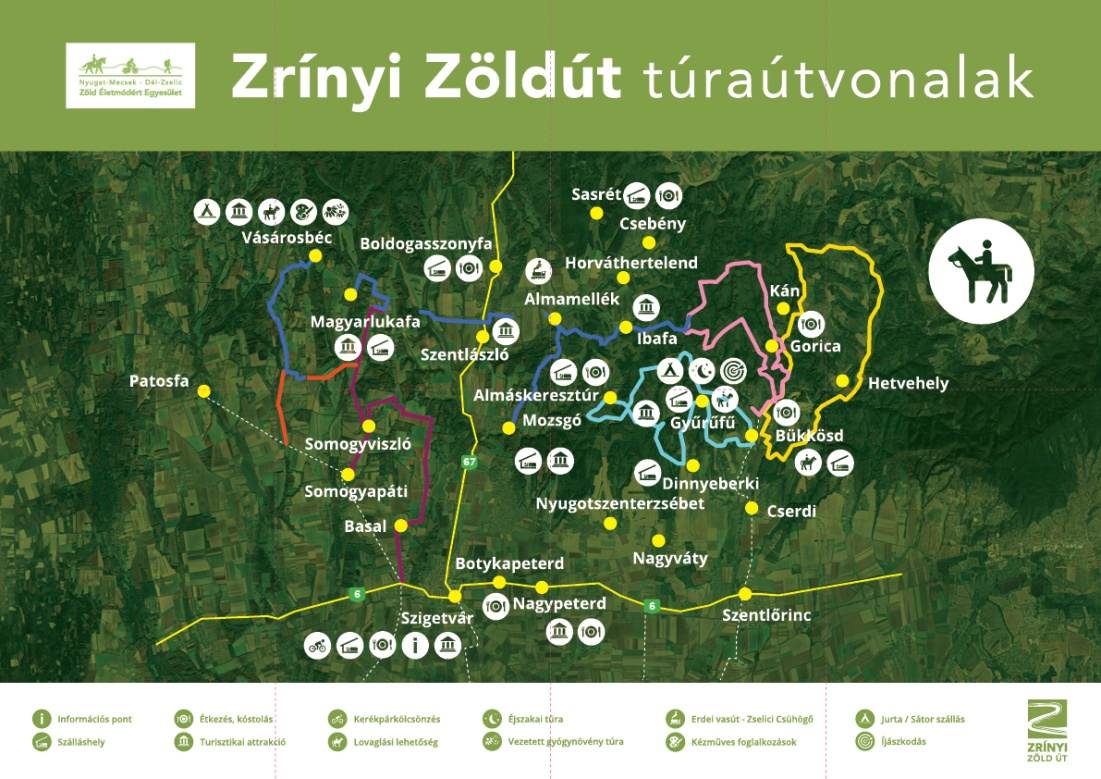 Nyugat-Mecsek - Dél-Zselic
Zöld Életmódért Egyesület
Zrínyi Zöldút túraútvonalak
Sasrét
Csebény
Vásárosbéc
Boldogasszonyfa
Horváthertelend
Almamellék
Kán
Magyarlukafa
Ibafa
Gorica
Szentlászló
Patosfa
Hetvehely
Almáskeresztúr
Mozsgó
Gyűrűfű
Bükkösd
Somogyviszló
67
Somogyapáti
Dinnyeberki
Nyugotszenterzsébet
Cserdi
Basal
Nagyváty
Botykapeterd
6
Nagypeterd
6
Szigetvár
Szentlőrinc
i
i Információs pont
Étkezés, kóstolás
Kerékpárkölcsönzés
Éjszakai túra
Erdei vasút - Zselici Csühögő
Jurta / Sátor szállás
Szálláshely
Turisztikai attrakció
Lovaglási lehetőség
Vezetett gyógynövény túra
Kézműves foglalkozások
Íjászkodás
ZRÍNYI
ZÖLD ÚT